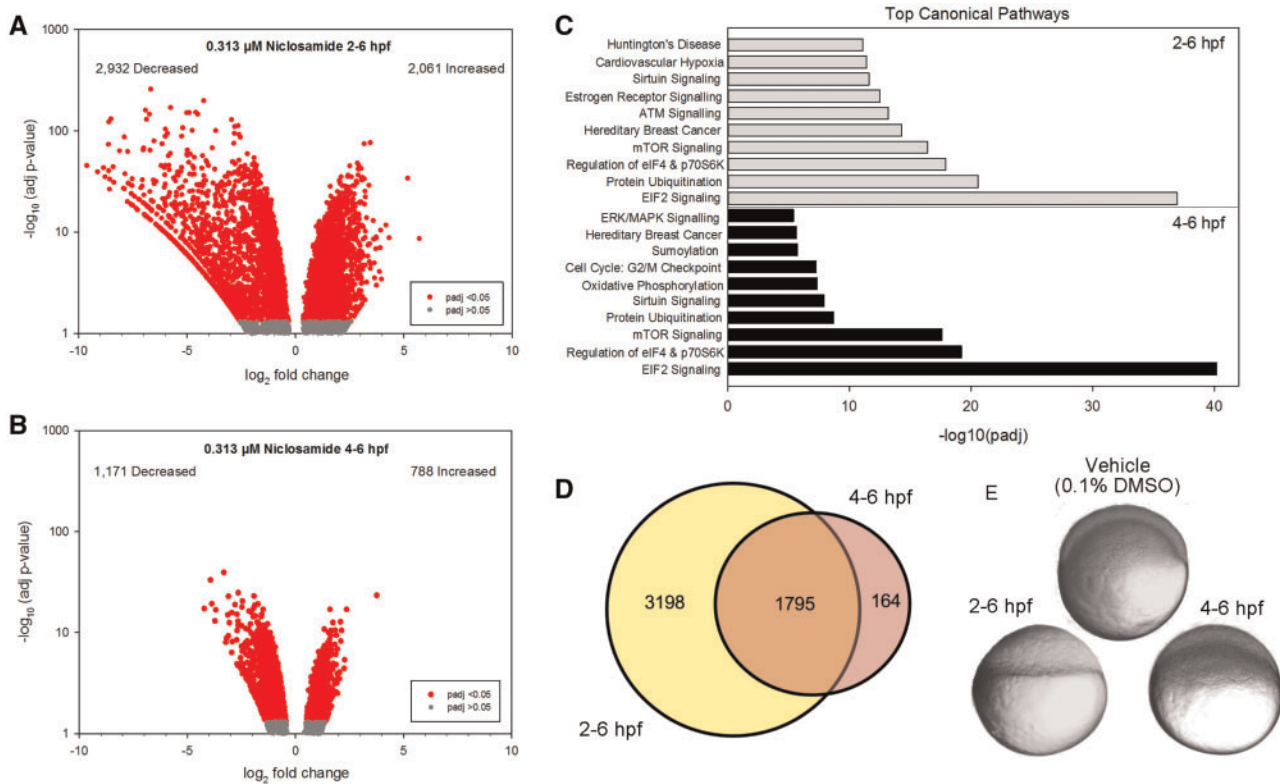 A
0.313 µM Niclosamide 2-6 hpf
2,932 Decreased
2,061 Increased
-log10 (adj p-value)
1000
100
10
1
padj <0.05
padj >0.05
-10
-5
0
5
10
log2 fold change
B
0.313 µM Niclosamide 4-6 hpf
1,171 Decreased
788 Increased
-log10 (adj p-value)
1000
100
10
1
padj <0.05
padj >0.05
-10
-5
0
5
10
log2 fold change
C
Top Canonical Pathways
2-6 hpf
Huntington's Disease
Cardiovascular Hypoxia
Sirtuin Signaling
Estrogen Receptor Signalling
ATM Signalling
Hereditary Breast Cancer
mTOR Signaling
Regulation of eIF4 & p70S6K
Protein Ubiquitination
EIF2 Signaling
4-6 hpf
ERK/MAPK Signalling
Hereditary Breast Cancer
Sumoylation
Cell Cycle: G2/M Checkpoint
Oxidative Phosphorylation
Sirtuin Signaling
Protein Ubiquitination
mTOR Signaling
Regulation of eIF4 & p70S6K
EIF2 Signaling
0
10
20
30
40
-log10(padj)
D
4-6 hpf
3198
1795
164
2-6 hpf
E
Vehicle
(0.1% DMSO)
2-6 hpf
4-6 hpf